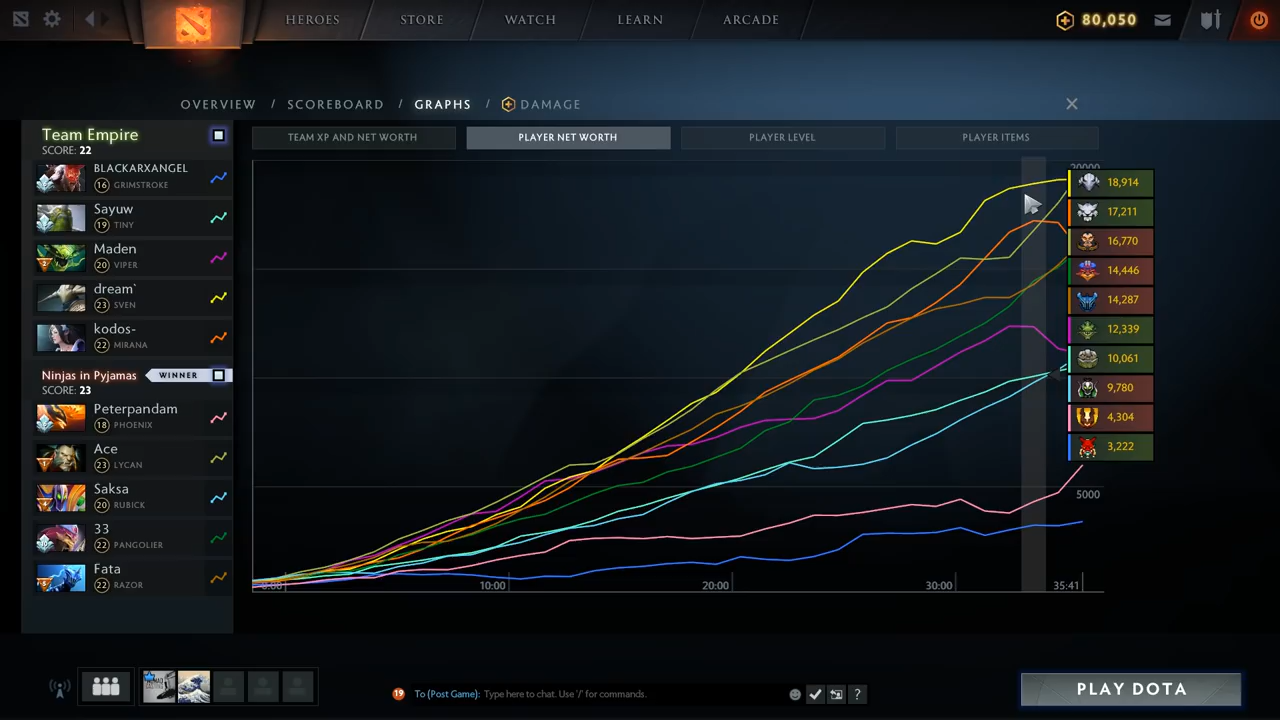 HEROES
STORE
WATCH
LEARN
ARCADE
80,050
OVERVIEW / SCOREBOARD / GRAPHS / DAMAGE
Team Empire
SCORE: 22
BLACKARXANGEL
16 GRIMSTROKE
Sayuw
19 TINY
Maden
20 VIPER
dream`
23 SVEN
kodos-
22 MIRANA
Ninjas in Pyjamas
WINNER
SCORE: 23
Peterpandam
18 PHOENIX
Ace
23 LYCAN
Saksa
20 RUBICK
33
22 PANGOLIER
Fata
22 RAZOR
TEAM XP AND NET WORTH
PLAYER NET WORTH
PLAYER LEVEL
PLAYER ITEMS
20000
18,914
17,211
16,770
14,446
14,287
12,339
10,061
9,780
4,304
3,222
5000
0:00
10:00
20:00
30:00
35:41
19
To (Post Game): Type here to chat. Use '/' for commands.
?
PLAY DOTA